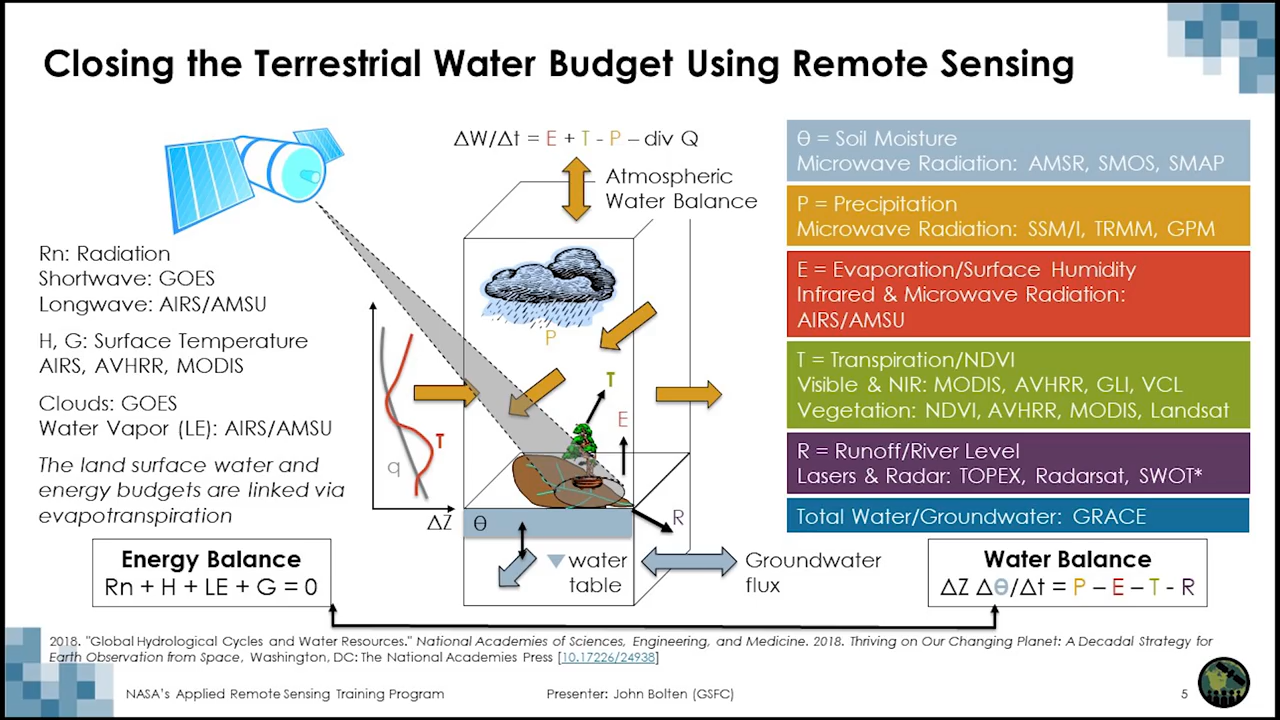 Closing the Terrestrial Water Budget Using Remote Sensing
ΔW/Δt = E + T - P – div Q
Atmospheric
Water Balance
Rn: Radiation
Shortwave: GOES
Longwave: AIRS/AMSU
H, G: Surface Temperature
AIRS, AVHRR, MODIS
Clouds: GOES
Water Vapor (LE): AIRS/AMSU
The land surface water and
energy budgets are linked via
evapotranspiration
P
T
E
T
q
ΔZ
θ
R
water
table
Groundwater
flux
θ = Soil Moisture
Microwave Radiation: AMSR, SMOS, SMAP
P = Precipitation
Microwave Radiation: SSM/I, TRMM, GPM
E = Evaporation/Surface Humidity
Infrared & Microwave Radiation:
AIRS/AMSU
T = Transpiration/NDVI
Visible & NIR: MODIS, AVHRR, GLI, VCL
Vegetation: NDVI, AVHRR, MODIS, Landsat
R = Runoff/River Level
Lasers & Radar: TOPEX, Radarsat, SWOT*
Total Water/Groundwater: GRACE
Energy Balance
Rn + H + LE + G = 0
Water Balance
ΔZ Δθ/Δt = P – E – T - R
2018. "Global Hydrological Cycles and Water Resources." National Academies of Sciences, Engineering, and Medicine. 2018. Thriving on Our Changing Planet: A Decadal Strategy for
Earth Observation from Space, Washington, DC: The National Academies Press [10.17226/24938]
NASA's Applied Remote Sensing Training Program
Presenter: John Bolten (GSFC)
5